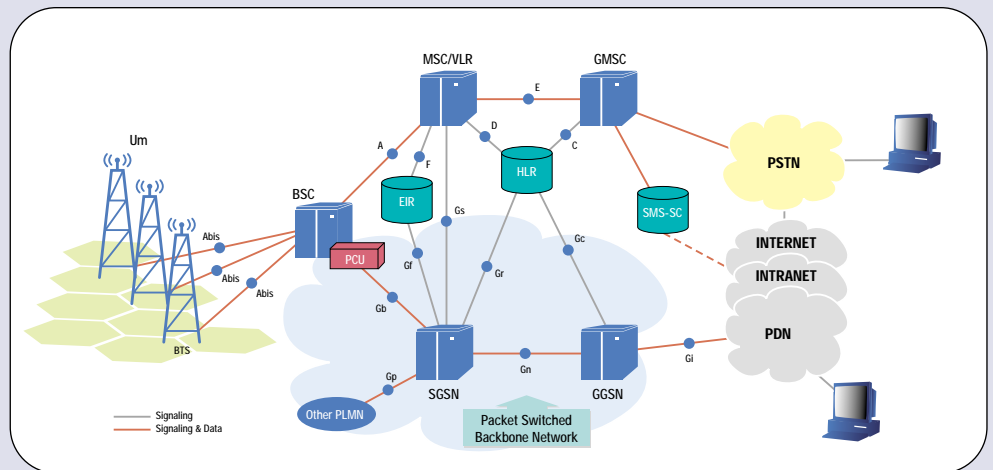 MSC/VLR
GMSC
E
Um
D
A
F
C
PSTN
HLR
BSC
EIR
SMS-SC
Abis
Gs
INTERNET
PCU
Gf
Gc
Gr
INTRANET
Abis
Abis
Gb
PDN
BTS
Gn
Gi
Gp
SGSN
GGSN
Other PLMN
Packet Switched
Backbone Network
Signaling
Signaling & Data